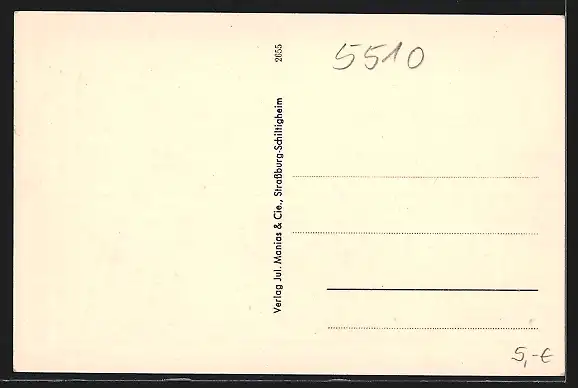 2655
5510
Verlag Jul. Manias & Cie., Straßburg-Schiltigheim
5,-€